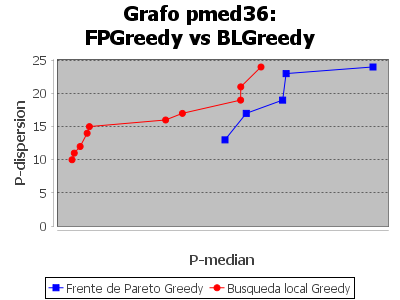 Grafo pmed36:
FPGreedy vs BLGreedy
25
20
15
10
5
0
P-dispersion
P-median
Frente de Pareto Greedy
Busqueda local Greedy